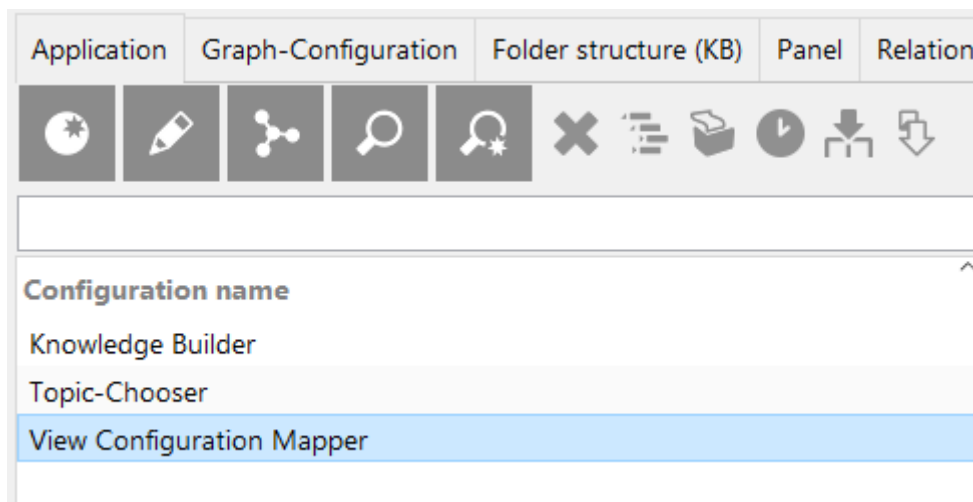 Application Graph-Configuration Folder structure (KB) Panel Relation
Configuration name
Knowledge Builder
Topic-Chooser
View Configuration Mapper